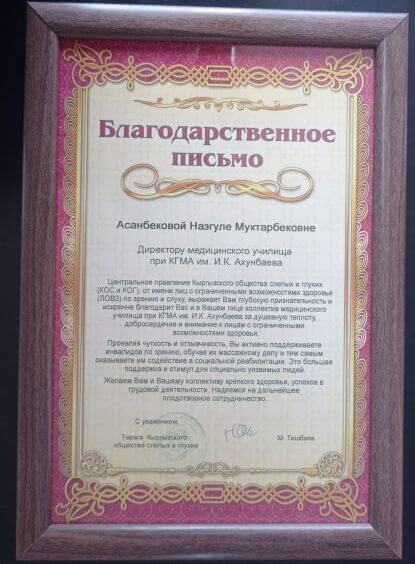 Благодарственное
письмо
Асанбековой Назгуле Муктарбековне
Директору медицинского училища
при КГМА им. И.К. Ахунбаева
Центральное правление Кыргызского общества слепых и глухих
(КОС и КОГ), от имени лиц с ограниченными возможностями здоровья
(ЛОВЗ) по зрению и слуху, выражает Вам глубокую признательность и
искренне благодарит Вас и в Вашем лице коллектив медицинского
училища при КГМА им. И.К. Ахунбаева за душевную теплоту,
добросердечие и внимание к лицам с ограниченными
возможностями здоровья.
Проявляя чуткость и отзывчивость, Вы активно поддерживаете
инвалидов по зрению, обучая их массажному делу и тем самым
оказываете им содействие в социальной реабилитации. Это большая
поддержка и стимул для социально уязвимых людей.
Желаем Вам и Вашему коллективу крепкого здоровья, успехов в
трудовой деятельности. Надеемся на дальнейшее
плодотворное сотрудничество.
С уважением,
Төрага Кыргызского
общества слепых и глухих
М. Ташбаев